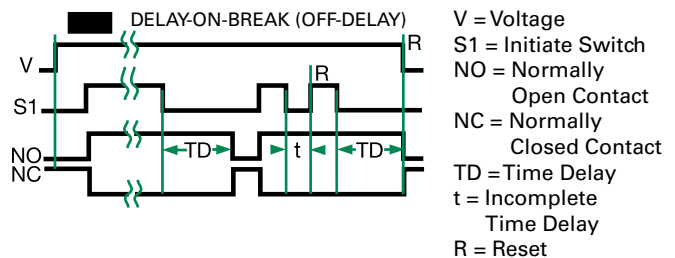 DELAY-ON-BREAK (OFF-DELAY)
R
V
R
S1
NO
TD
t
TD
NC
V = Voltage
S1 = Initiate Switch
NO = Normally
Open Contact
NC = Normally
Closed Contact
TD = Time Delay
t = Incomplete
Time Delay
R = Reset